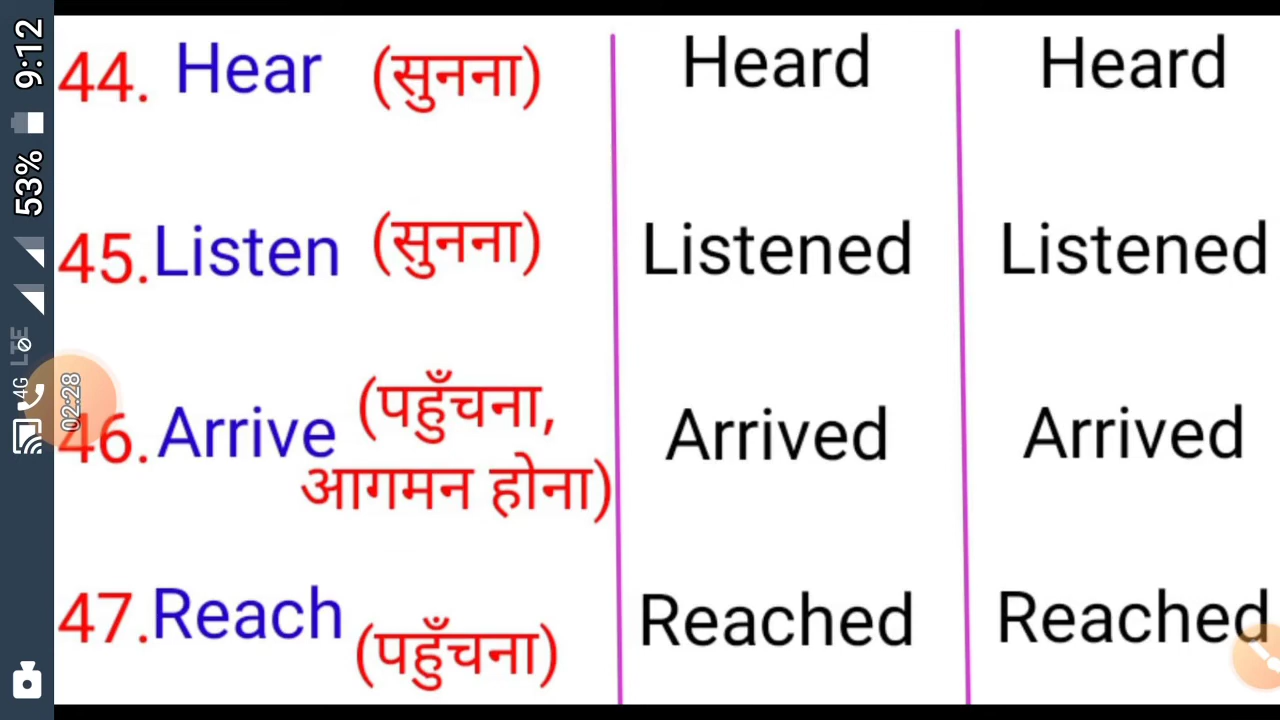 9:12
53%
LTE
4G
02:28
44. Hear (सुनना) Heard Heard
45. Listen (सुनना) Listened Listened
46. Arrive (पहुँचना, Arrived Arrived
आगमन होना)
47. Reach (पहुँचना) Reached Reached